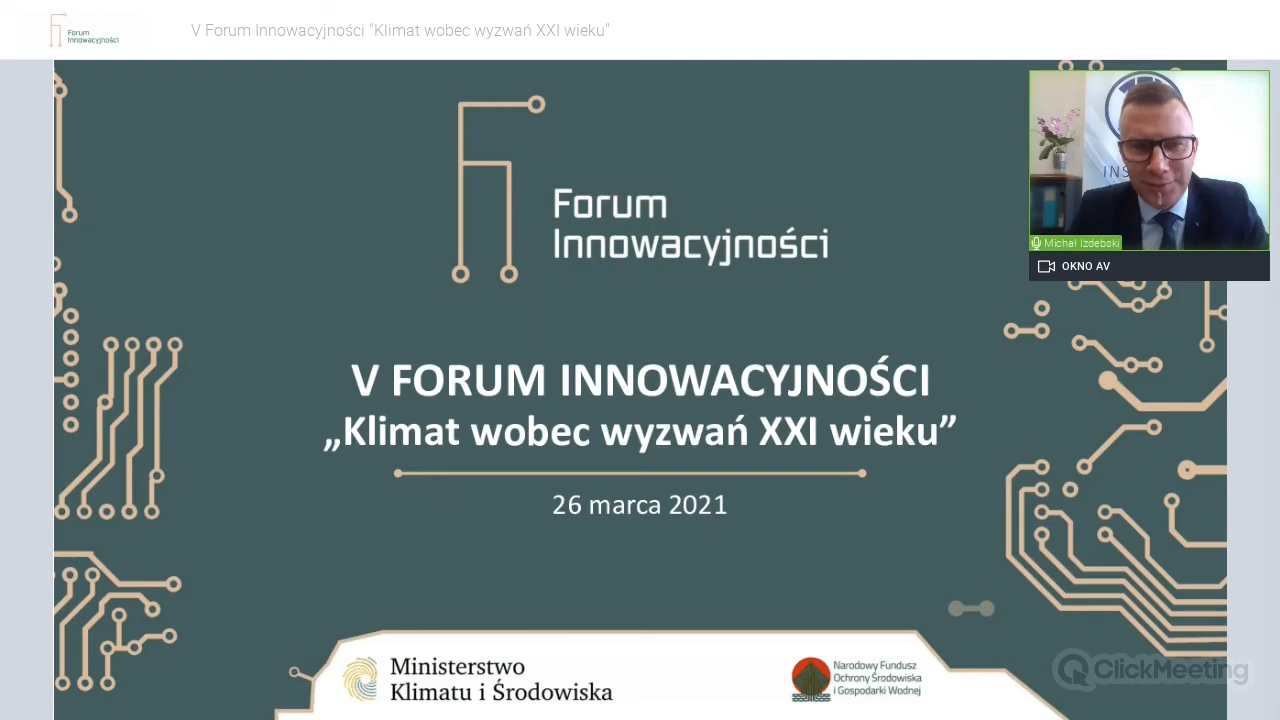 Forum
Innowacyjności
V Forum Innowacyjności "Klimat wobec wyzwań XXI wieku"
Forum
Innowacyjności
INS
Michał Izdebski
OKNO AV
V FORUM INNOWACYJNOŚCI
„Klimat wobec wyzwań XXI wieku”
26 marca 2021
Ministerstwo
Klimatu i Środowiska
Narodowy Fundusz
Ochrony Środowiska
i Gospodarki Wodnej
ClickMeeting